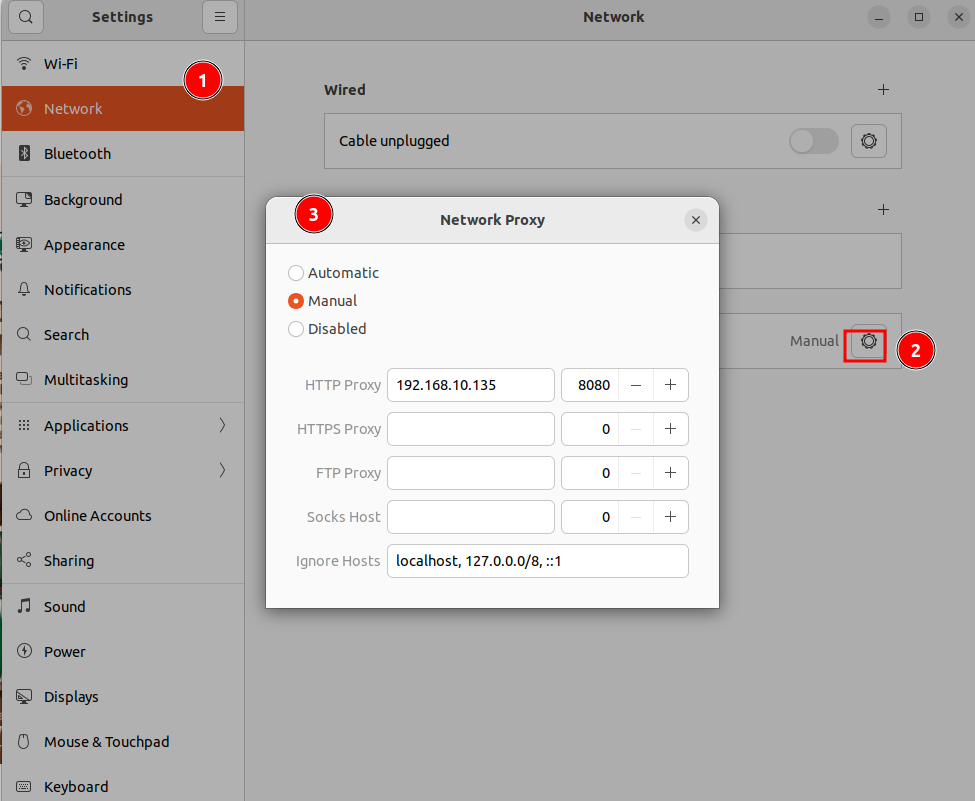 Settings
Network
Wi-Fi
1
Network
Bluetooth
Background
Appearance
Notifications
Search
Multitasking
Applications
Privacy
Online Accounts
Sharing
Sound
Power
Displays
Mouse & Touchpad
Keyboard
Wired
Cable unplugged
Manual
2
3
Network Proxy
Automatic
Manual
Disabled
HTTP Proxy 192.168.10.135 8080
HTTPS Proxy 0
FTP Proxy 0
Socks Host 0
Ignore Hosts localhost, 127.0.0.0/8, ::1